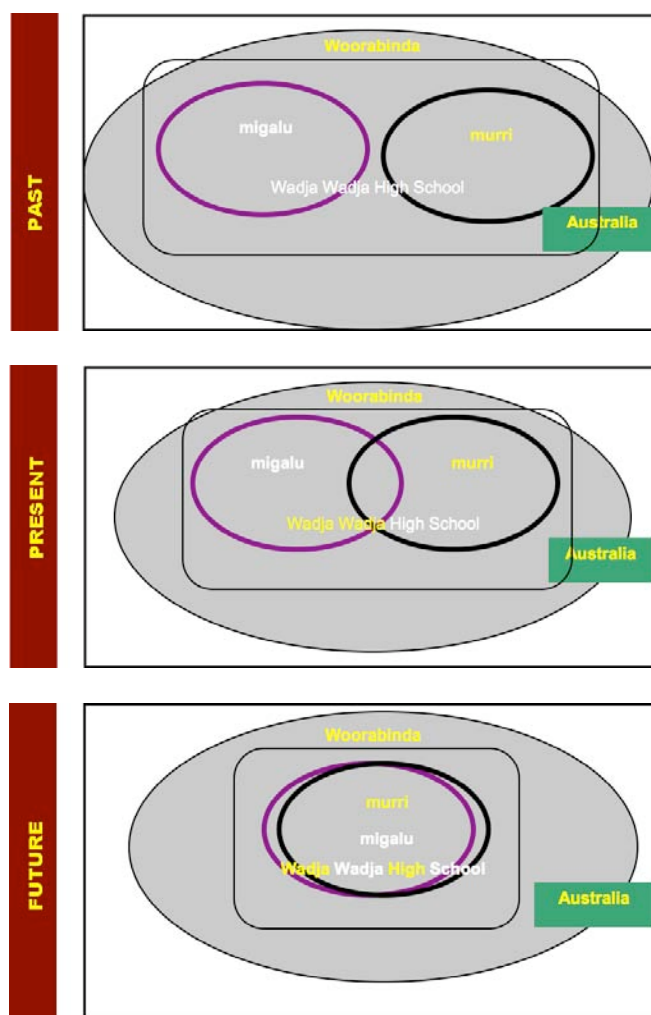 PAST
Woorabinda
migalu
murri
Wadja Wadja High School
Australia
PRESENT
Woorabinda
migalu
murri
Wadja Wadja High School
Australia
FUTURE
Woorabinda
murri
migalu
Wadja Wadja High School
Australia